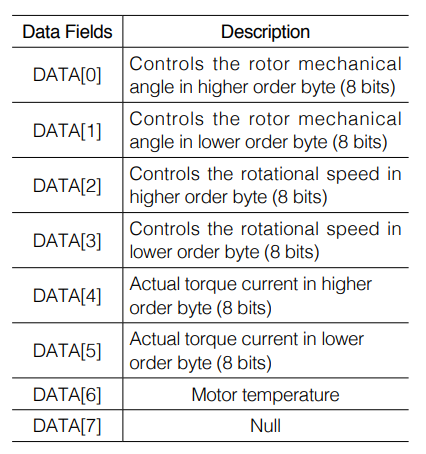 Data Fields Description
DATA[0] Controls the rotor mechanical
angle in higher order byte (8 bits)
DATA[1] Controls the rotor mechanical
angle in lower order byte (8 bits)
DATA[2] Controls the rotational speed in
higher order byte (8 bits)
DATA[3] Controls the rotational speed in
lower order byte (8 bits)
DATA[4] Actual torque current in higher
order byte (8 bits)
DATA[5] Actual torque current in lower
order byte (8 bits)
DATA[6] Motor temperature
DATA[7] Null